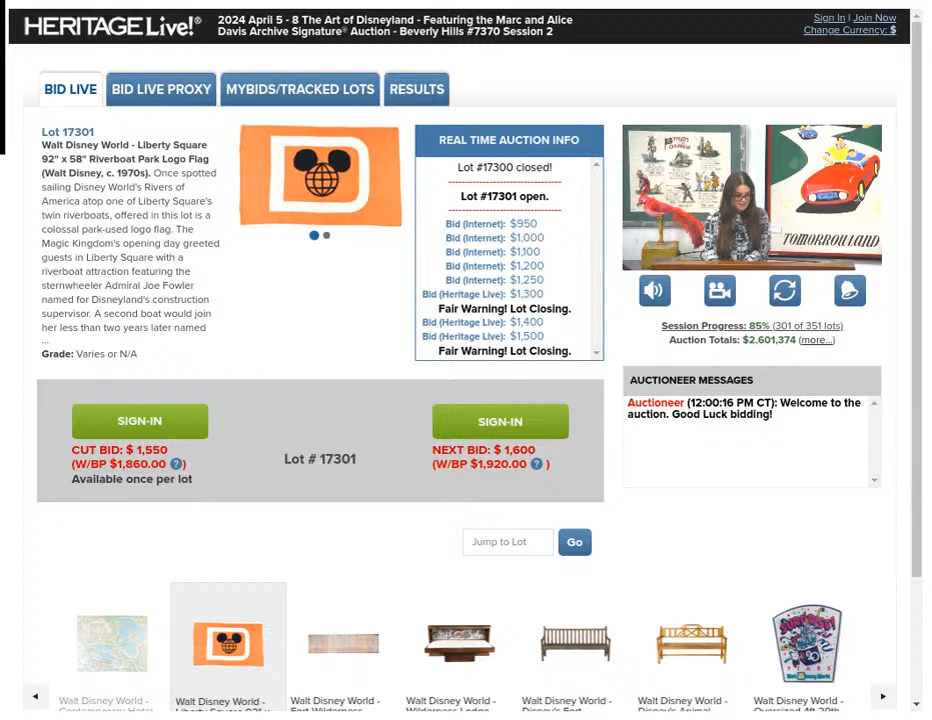 HERITAGE Live!®
2024 April 5 - 8 The Art of Disneyland - Featuring the Marc and Alice
Davis Archive Signature® Auction - Beverly Hills #7370 Session 2
Sign In | Join Now
Change Currency: $
BID LIVE
BID LIVE PROXY
MYBIDS/TRACKED LOTS
RESULTS
Lot 17301
Walt Disney World - Liberty Square
92" x 58" Riverboat Park Logo Flag
(Walt Disney, c. 1970s). Once spotted
sailing Disney World's Rivers of
America atop one of Liberty Square's
twin riverboats, offered in this lot is a
colossal park-used logo flag. The
Magic Kingdom's opening day greeted
guests in Liberty Square with a
riverboat attraction featuring the
sternwheeler Admiral Joe Fowler
named for Disneyland's construction
supervisor. A second boat would join
her less than two years later named
...
Grade: Varies or N/A
D
REAL TIME AUCTION INFO
Lot #17300 closed!
Lot #17301 open.
Bid (Internet): $950
Bid (Internet): $1,000
Bid (Internet): $1,100
Bid (Internet): $1,200
Bid (Internet): $1,250
Bid (Heritage Live): $1,300
Fair Warning! Lot Closing.
Bid (Heritage Live): $1,400
Bid (Heritage Live): $1,500
Fair Warning! Lot Closing.
TOMORROWLAND
Session Progress: 85% (301 of 351 lots)
Auction Totals: $2,601,374 (more...)
AUCTIONEER MESSAGES
Auctioneer (12:00:16 PM CT): Welcome to the
auction. Good Luck bidding!
SIGN-IN
CUT BID: $ 1,550
(W/BP $1,860.00 ?)
Available once per lot
Lot # 17301
SIGN-IN
NEXT BID: $ 1,600
(W/BP $1,920.00 ? )
Jump to Lot
Go
SURPRISE!
20
YEARS
Walt Disney World -
Contemporary Hotel
Walt Disney World -
Liberty Square 92" x
Walt Disney World -
Fort Wilderness
Walt Disney World -
Wilderness Lodge
Walt Disney World -
Disney's Fort
Walt Disney World -
Disney's Animal
Walt Disney World -
Oversized 4th 20th